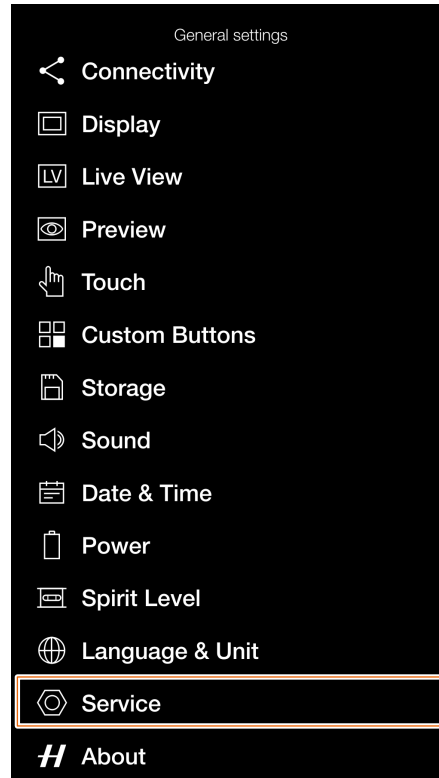 General settings
Connectivity
Display
LV Live View
Preview
Touch
Custom Buttons
Storage
Sound
Date & Time
Power
Spirit Level
Language & Unit
Service
H About